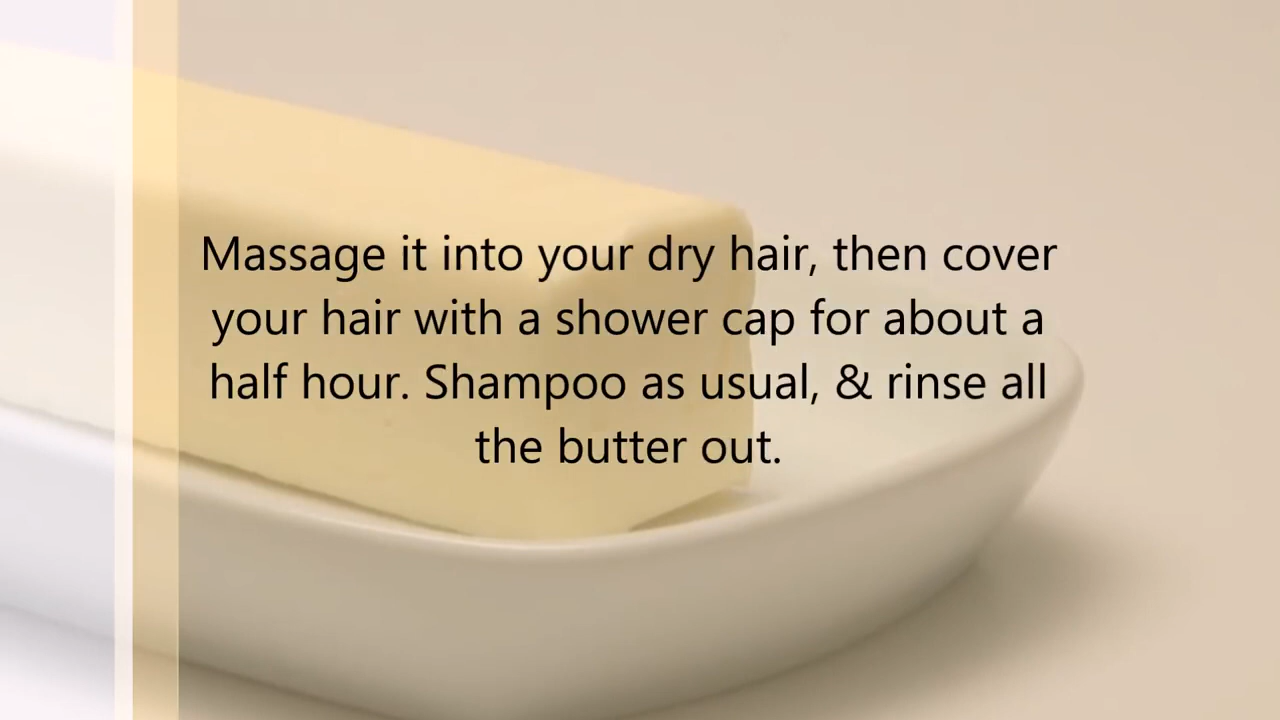 Massage it into your dry hair, then cover
your hair with a shower cap for about a
half hour. Shampoo as usual, & rinse all
the butter out.